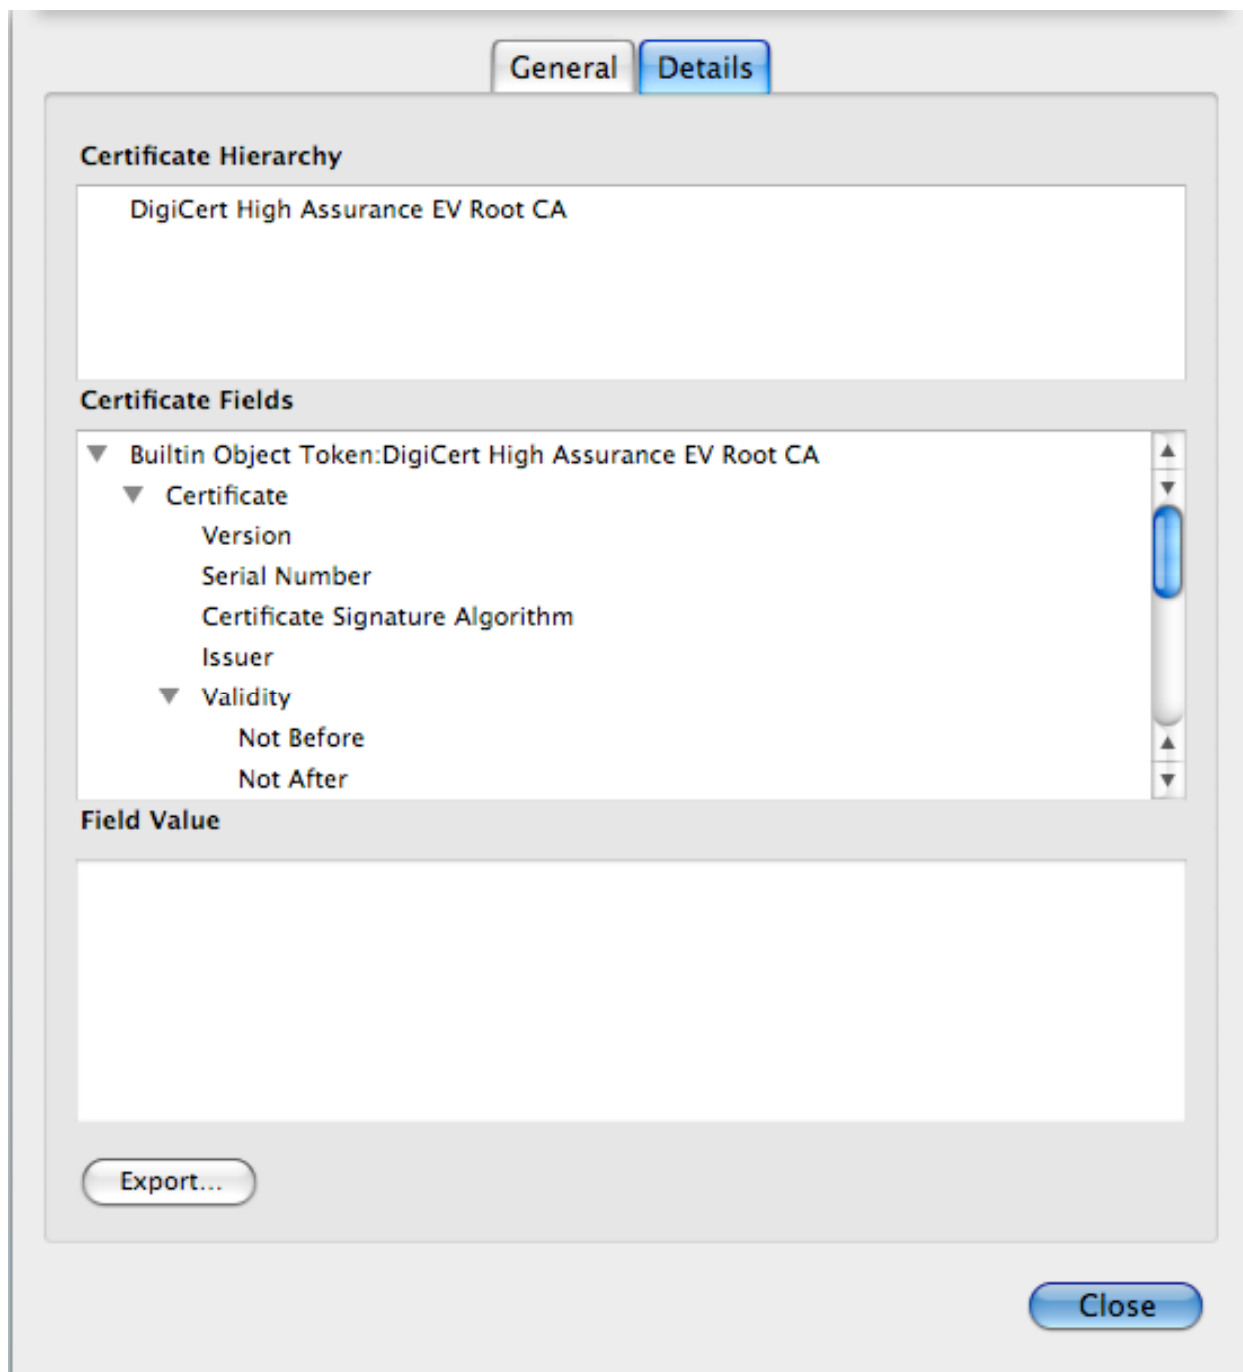 General Details
Certificate Hierarchy
DigiCert High Assurance EV Root CA
Certificate Fields
Builtin Object Token:DigiCert High Assurance EV Root CA
Certificate
Version
Serial Number
Certificate Signature Algorithm
Issuer
Validity
Not Before
Not After
Field Value
Export...
Close